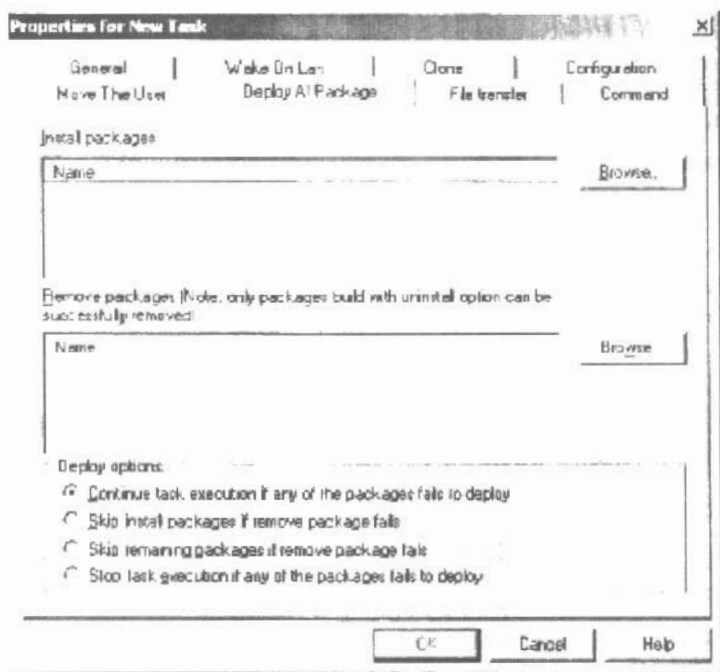 Properties for New Task
General Wake On Lan Clone Configuration
Move The User Deploy AI Package File transfer Command
Install packages
Name
Browse..
Remove packages (Note, only packages build with uninstall option can be
successfully removed)
Name
Browse
Deploy options:
Continue task execution if any of the packages fails to deploy
Skip install packages if remove package fails
Skip remaining packages if remove package fails
Stop task execution if any of the packages fails to deploy
OK Cancel Help